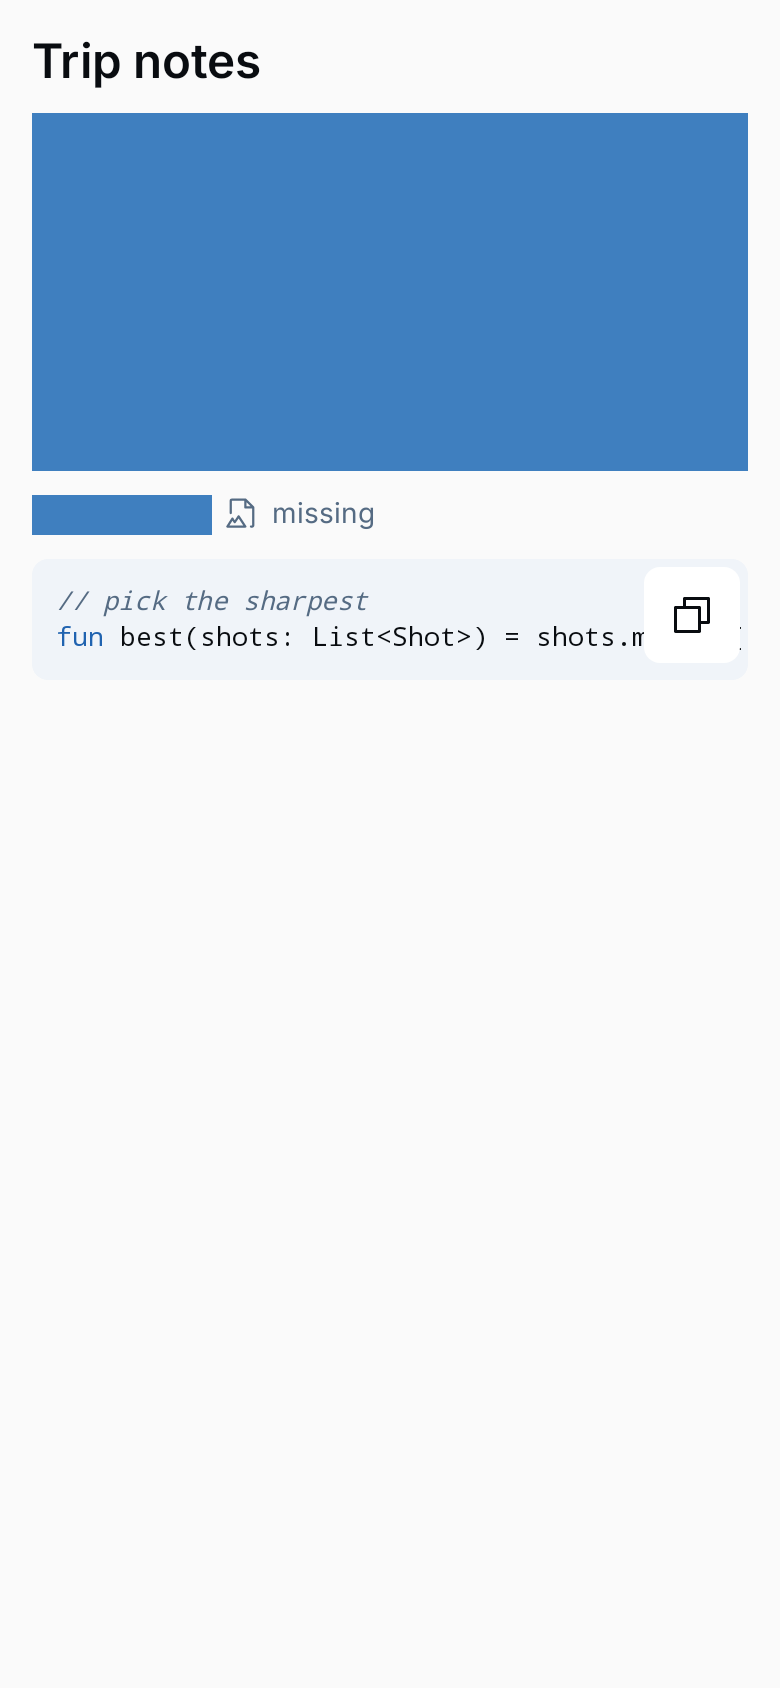 Trip notes
missing
// pick the sharpest
fun best(shots: List<Shot>) = shots.m